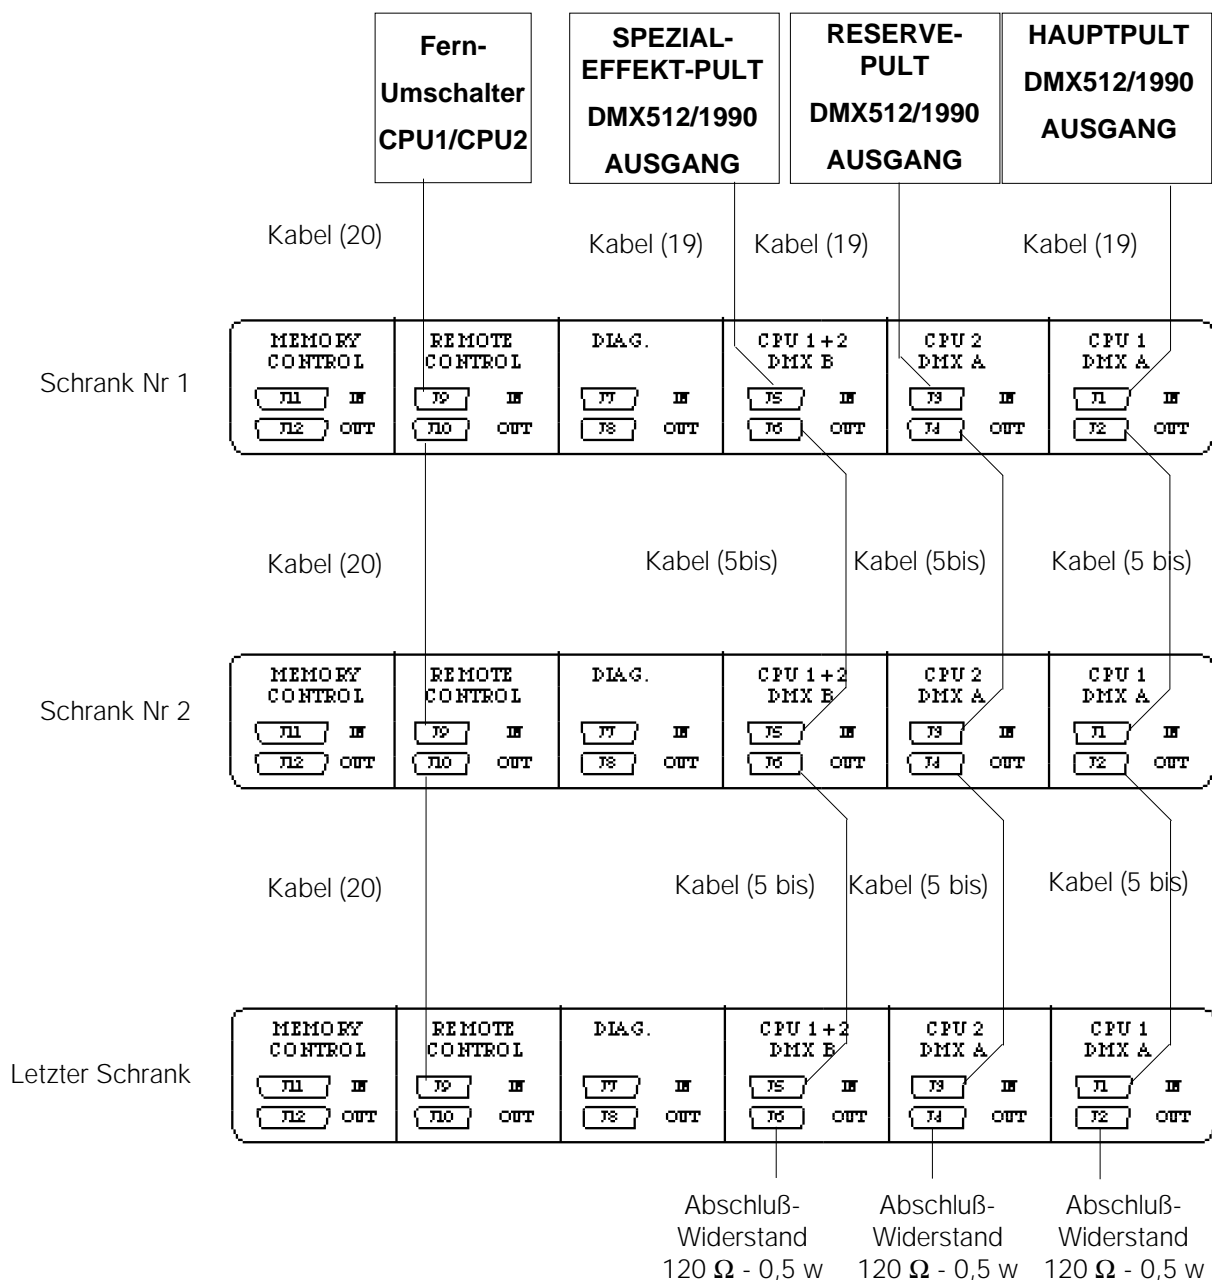 Fern-
Umschalter
CPU1/CPU2
SPEZIAL-
EFFEKT-PULT
DMX512/1990
AUSGANG
RESERVE-
PULT
DMX512/1990
AUSGANG
HAUPTPULT
DMX512/1990
AUSGANG
Kabel (20)
Kabel (19)
Kabel (19)
Kabel (19)
Schrank Nr 1
MEMORY
CONTROL
J11 IN
J12 OUT
REMOTE
CONTROL
J9 IN
J10 OUT
DIAG.
J7 IN
J8 OUT
CPU 1+2
DMX B
J5 IN
J6 OUT
CPU 2
DMX A
J3 IN
J4 OUT
CPU 1
DMX A
J1 IN
J2 OUT
Kabel (20)
Kabel (5bis)
Kabel (5bis)
Kabel (5 bis)
Schrank Nr 2
MEMORY
CONTROL
J11 IN
J12 OUT
REMOTE
CONTROL
J9 IN
J10 OUT
DIAG.
J7 IN
J8 OUT
CPU 1+2
DMX B
J5 IN
J6 OUT
CPU 2
DMX A
J3 IN
J4 OUT
CPU 1
DMX A
J1 IN
J2 OUT
Kabel (20)
Kabel (5 bis)
Kabel (5 bis)
Kabel (5 bis)
Letzter Schrank
MEMORY
CONTROL
J11 IN
J12 OUT
REMOTE
CONTROL
J9 IN
J10 OUT
DIAG.
J7 IN
J8 OUT
CPU 1+2
DMX B
J5 IN
J6 OUT
CPU 2
DMX A
J3 IN
J4 OUT
CPU 1
DMX A
J1 IN
J2 OUT
Abschluß-
Widerstand
120 Ω - 0,5 w
Abschluß-
Widerstand
120 Ω - 0,5 w
Abschluß-
Widerstand
120 Ω - 0,5 w